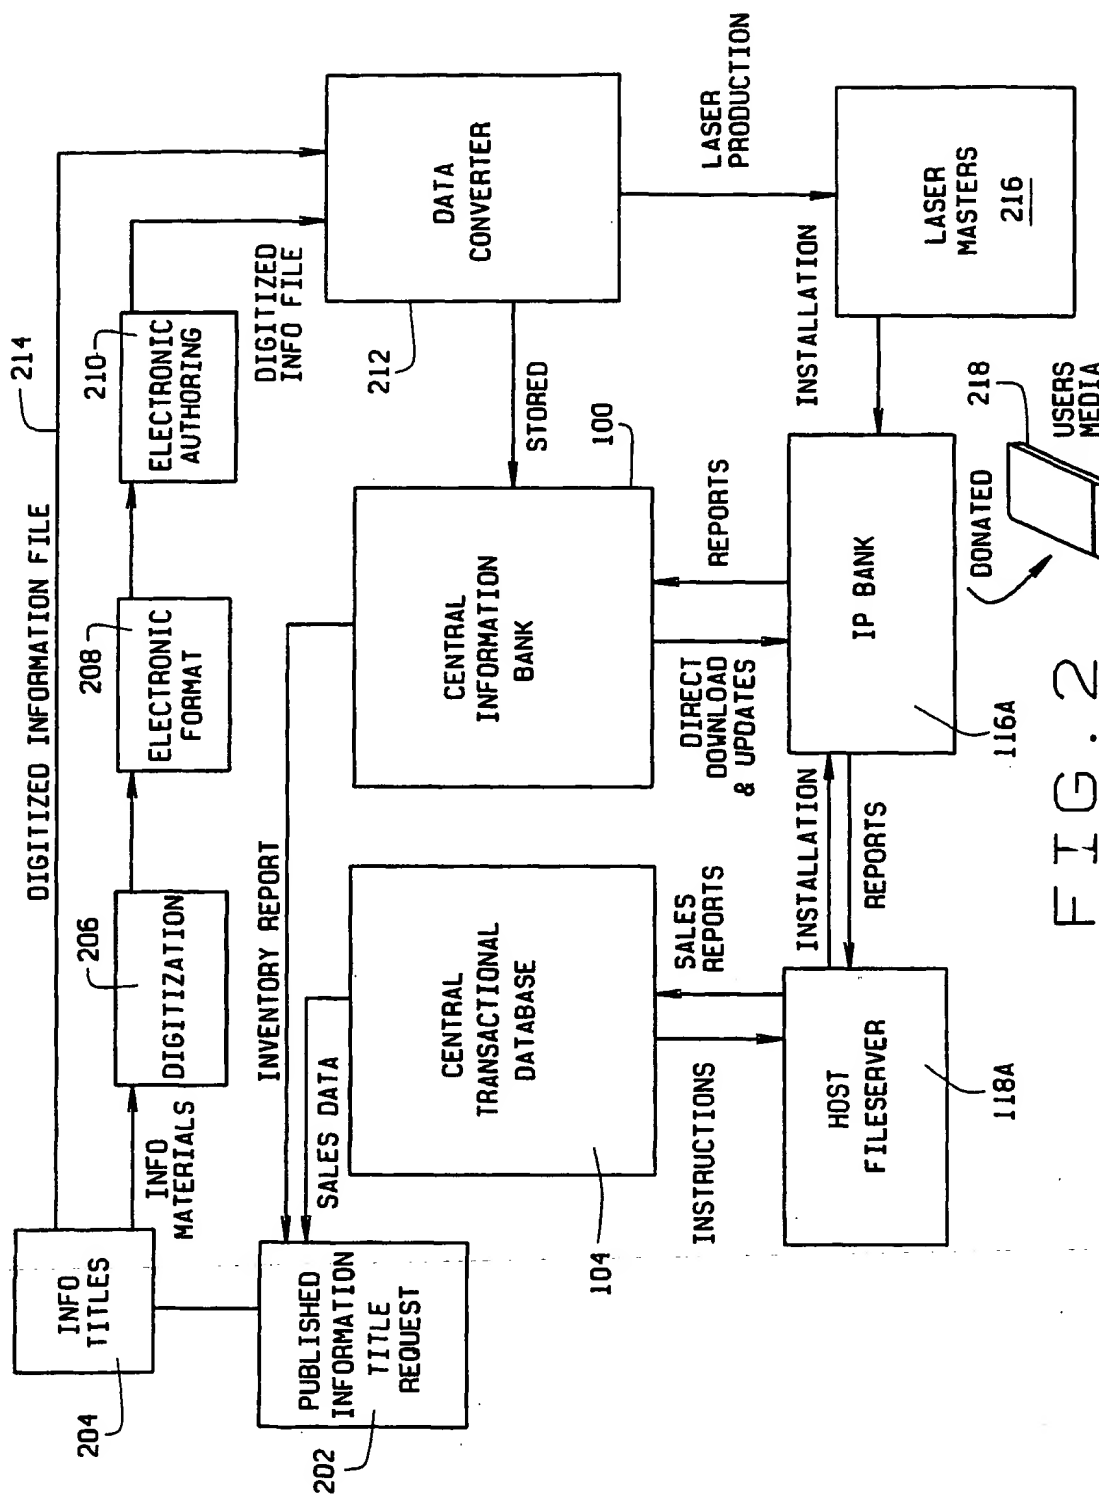 DIGITIZED INFORMATION FILE
214
INFO
TITLES
204
INFO
MATERIALS
DIGITIZATION
206
ELECTRONIC
FORMAT
208
ELECTRONIC
AUTHORING
210
DIGITIZED
INFO FILE
PUBLISHED
INFORMATION
TITLE
REQUEST
202
INVENTORY REPORT
SALES DATA
CENTRAL
TRANSACTIONAL
DATABASE
104
CENTRAL
INFORMATION
BANK
100
STORED
DATA
CONVERTER
212
INSTRUCTIONS
SALES
REPORTS
DIRECT
DOWNLOAD
& UPDATES
REPORTS
LASER
PRODUCTION
HOST
FILESERVER
118A
INSTALLATION
REPORTS
IP BANK
116A
INSTALLATION
LASER
MASTERS
216
DONATED
218
USERS
MEDIA
FIG. 2